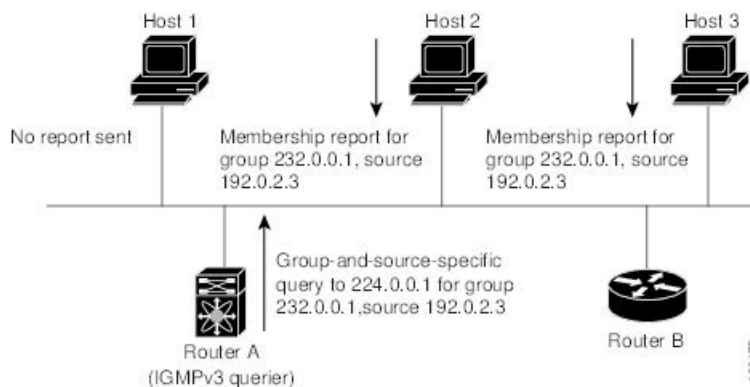 Host 1
Host 2
Host 3
No report sent
Membership report for
group 232.0.0.1, source
192.0.2.3
Membership report for
group 232.0.0.1, source
192.0.2.3
Group-and-source-specific
query to 224.0.0.1 for group
232.0.0.1,source 192.0.2.3
Router A
(IGMPv3 querier)
Router B